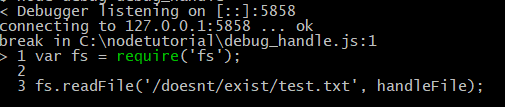 < Debugger listening on [::]:5858
connecting to 127.0.0.1:5858 ... ok
break in C:\nodetutorial\debug_handle.js:1
> 1 var fs = require('fs');
2
3 fs.readFile('/doesnt/exist/test.txt', handleFile);